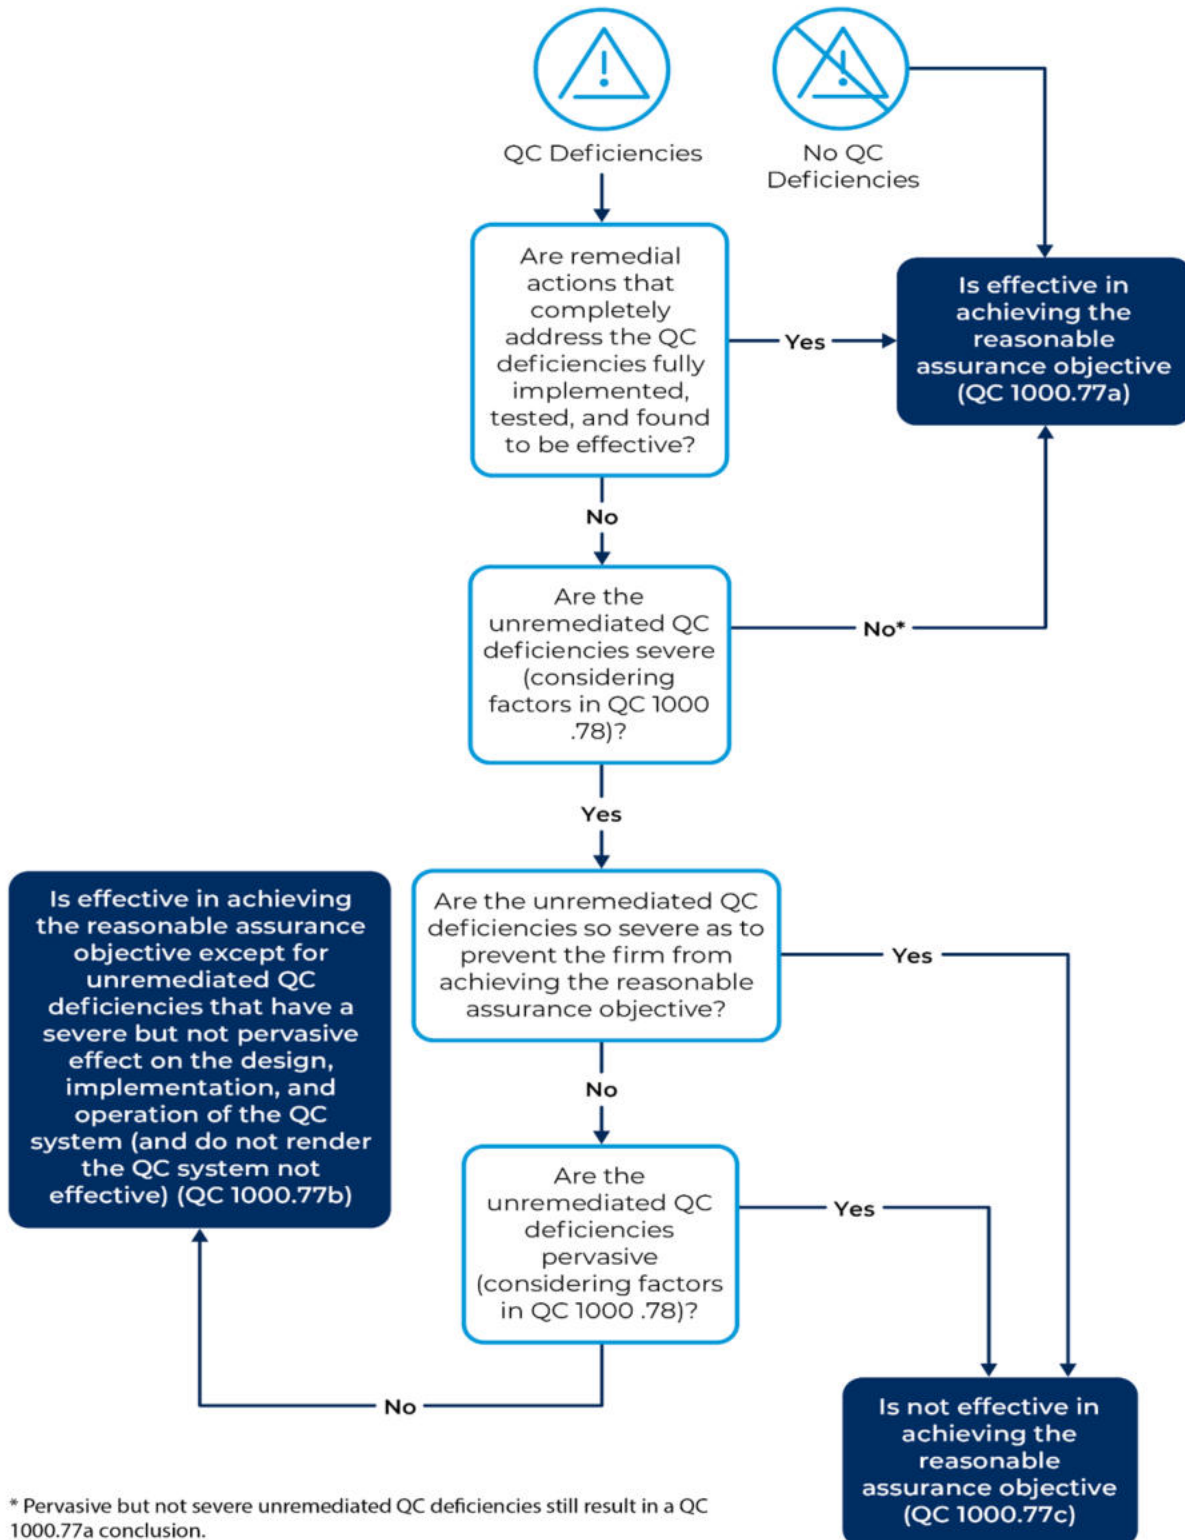 QC Deficiencies
No QC
Deficiencies
Are remedial
actions that
completely
address the QC
deficiencies fully
implemented,
tested, and found
to be effective?
Yes
Is effective in
achieving the
reasonable
assurance objective
(QC 1000.77a)
No
Are the
unremediated QC
deficiencies severe
(considering
factors in QC 1000
.78)?
No*
Yes
Is effective in achieving
the reasonable assurance
objective except for
unremediated QC
deficiencies that have a
severe but not pervasive
effect on the design,
implementation, and
operation of the QC
system (and do not render
the QC system not
effective) (QC 1000.77b)
Are the unremediated QC
deficiencies so severe as to
prevent the firm from
achieving the reasonable
assurance objective?
Yes
No
Are the
unremediated QC
deficiencies
pervasive
(considering factors
in QC 1000 .78)?
Yes
No
Is not effective in
achieving the
reasonable
assurance objective
(QC 1000.77c)
* Pervasive but not severe unremediated QC deficiencies still result in a QC
1000.77a conclusion.